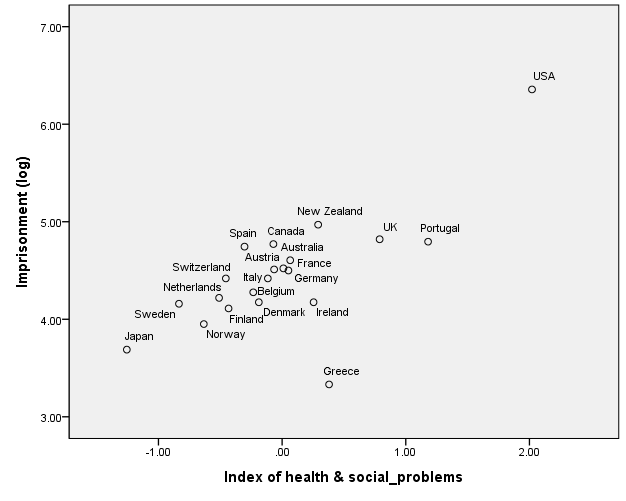 7.00
USA
6.00
Imprisonment (log)
New Zealand
5.00
Spain
Canada
UK
Portugal
Australia
Austria
France
Switzerland
Italy
Germany
Netherlands
Belgium
Sweden
Finland
Denmark
Ireland
4.00
Japan
Norway
Greece
3.00
-1.00
.00
1.00
2.00
Index of health & social_problems